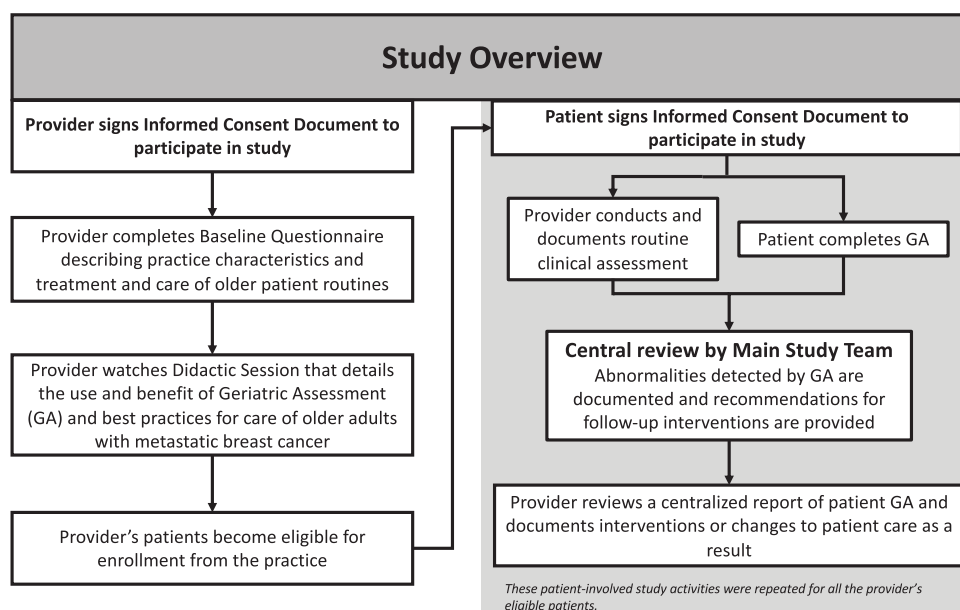 Study Overview
Provider signs Informed Consent Document to
participate in study
Provider completes Baseline Questionnaire
describing practice characteristics and
treatment and care of older patient routines
Provider watches Didactic Session that details
the use and benefit of Geriatric Assessment
(GA) and best practices for care of older adults
with metastatic breast cancer
Provider’s patients become eligible for
enrollment from the practice
Patient signs Informed Consent Document to
participate in study
Provider conducts and
documents routine
clinical assessment
Patient completes GA
Central review by Main Study Team
Abnormalities detected by GA are
documented and recommendations for
follow-up interventions are provided
Provider reviews a centralized report of patient GA and
documents interventions or changes to patient care as a
result
These patient-involved study activities were repeated for all the provider’s
eligible patients.